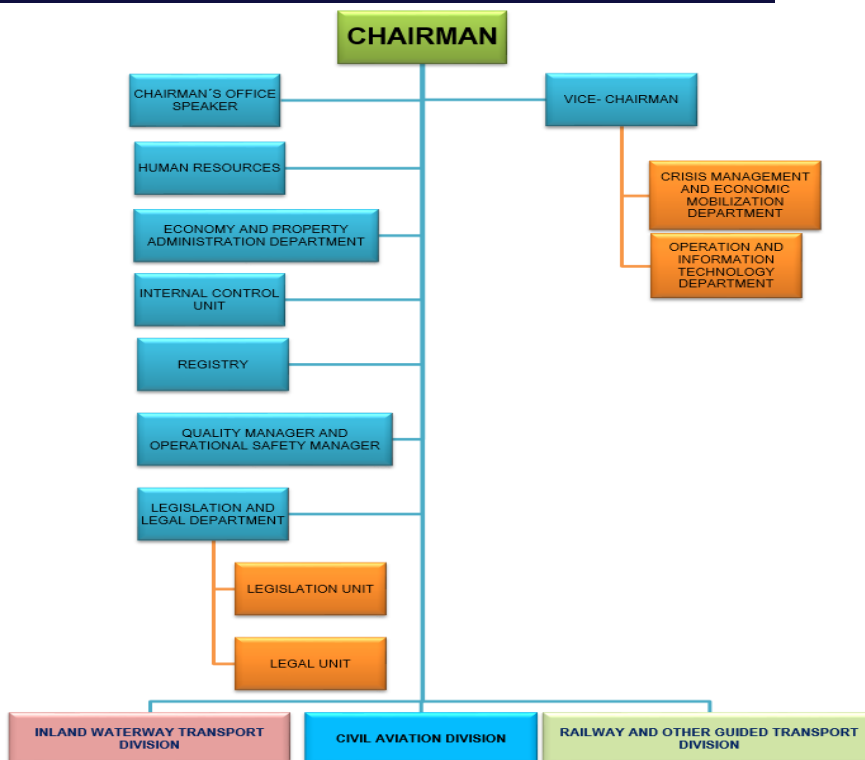 CHAIRMAN
CHAIRMAN´S OFFICE
SPEAKER
VICE- CHAIRMAN
HUMAN RESOURCES
CRISIS MANAGEMENT
AND ECONOMIC
MOBILIZATION
DEPARTMENT
ECONOMY AND PROPERTY
ADMINISTRATION DEPARTMENT
OPERATION AND
INFORMATION
TECHNOLOGY
DEPARTMENT
INTERNAL CONTROL
UNIT
REGISTRY
QUALITY MANAGER AND
OPERATIONAL SAFETY MANAGER
LEGISLATION AND
LEGAL DEPARTMENT
LEGISLATION UNIT
LEGAL UNIT
INLAND WATERWAY TRANSPORT
DIVISION
CIVIL AVIATION DIVISION
RAILWAY AND OTHER GUIDED TRANSPORT
DIVISION